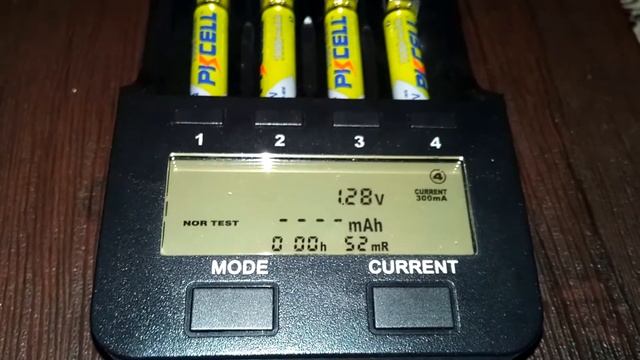 PKCELL
PKCELL
PKCELL
1 2 3 4
4
1.28v
CURRENT
300mA
NOR TEST ---- mAh
0 00h 52mR
MODE CURRENT